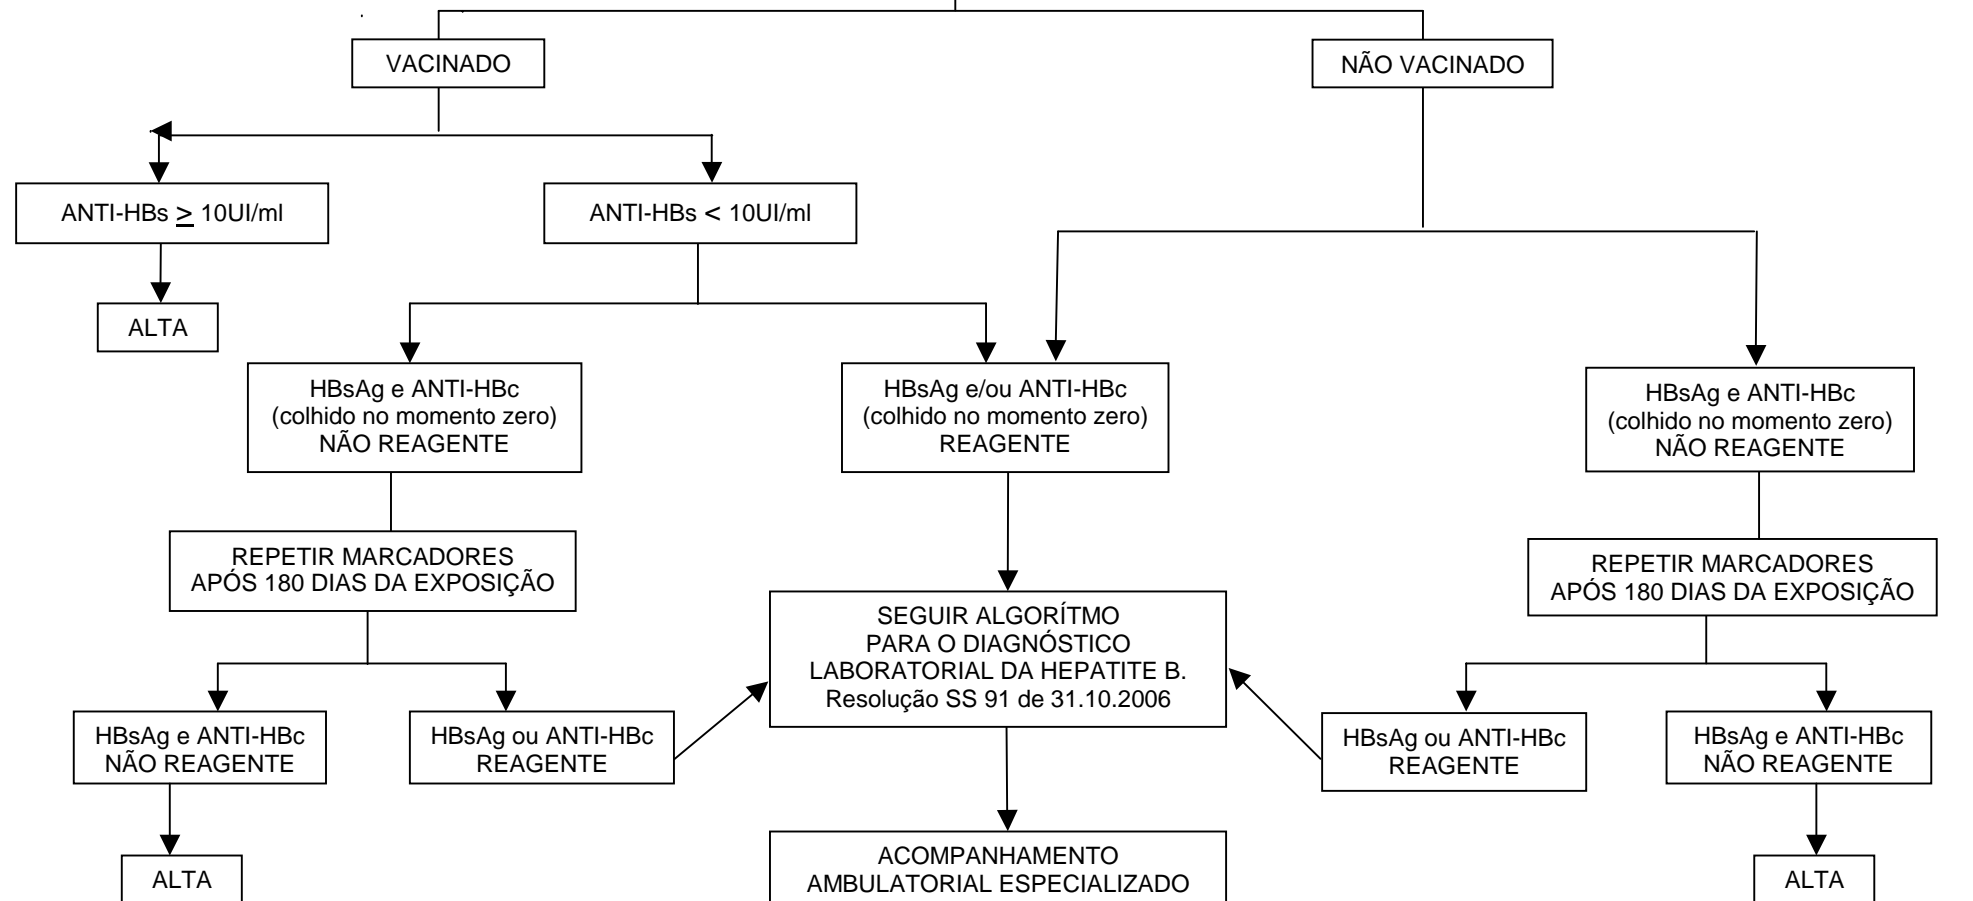 VACINADO
NÃO VACINADO
ANTI-HBs ≥ 10UI/ml
ANTI-HBs < 10UI/ml
ALTA
HBsAg e ANTI-HBc
(colhido no momento zero)
NÃO REAGENTE
HBsAg e/ou ANTI-HBc
(colhido no momento zero)
REAGENTE
HBsAg e ANTI-HBc
(colhido no momento zero)
NÃO REAGENTE
REPETIR MARCADORES
APÓS 180 DIAS DA EXPOSIÇÃO
REPETIR MARCADORES
APÓS 180 DIAS DA EXPOSIÇÃO
SEGUIR ALGORÍTMO
PARA O DIAGNÓSTICO
LABORATORIAL DA HEPATITE B.
Resolução SS 91 de 31.10.2006
HBsAg e ANTI-HBc
NÃO REAGENTE
HBsAg ou ANTI-HBc
REAGENTE
HBsAg ou ANTI-HBc
REAGENTE
HBsAg e ANTI-HBc
NÃO REAGENTE
ALTA
ACOMPANHAMENTO
AMBULATORIAL ESPECIALIZADO
ALTA